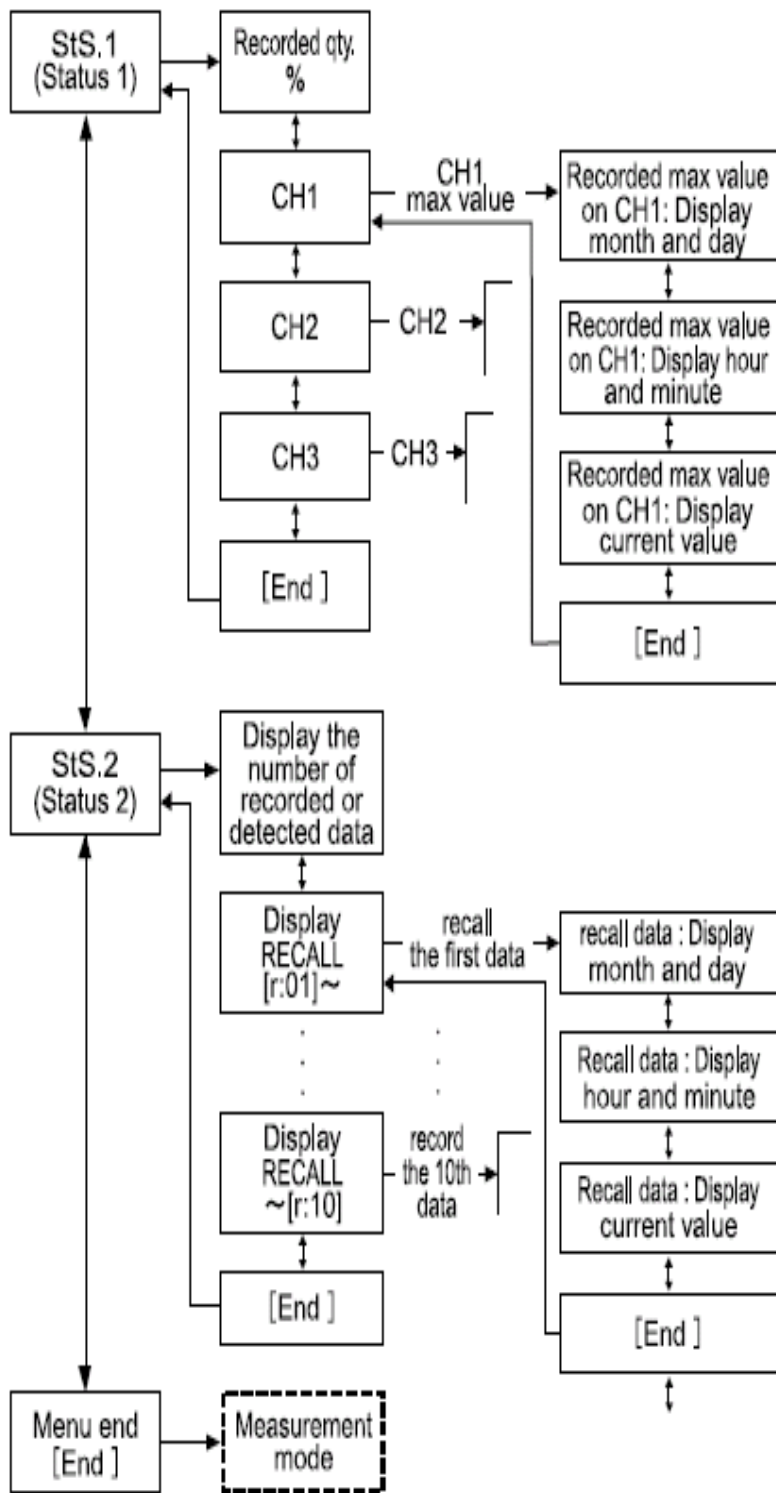 StS.1
(Status 1)
Recorded qty.
%
CH1
CH1
max value
Recorded max value
on CH1: Display
month and day
CH2
CH2
Recorded max value
on CH1: Display hour
and minute
CH3
CH3
Recorded max value
on CH1: Display
current value
[End ]
[End ]
StS.2
(Status 2)
Display the
number of
recorded or
detected data
Display
RECALL
[r:01]~
recall
the first data
recall data : Display
month and day
Recall data : Display
hour and minute
Display
RECALL
~[r:10]
record
the 10th
data
Recall data : Display
current value
[End ]
[End ]
Menu end
[End ]
Measurement
mode